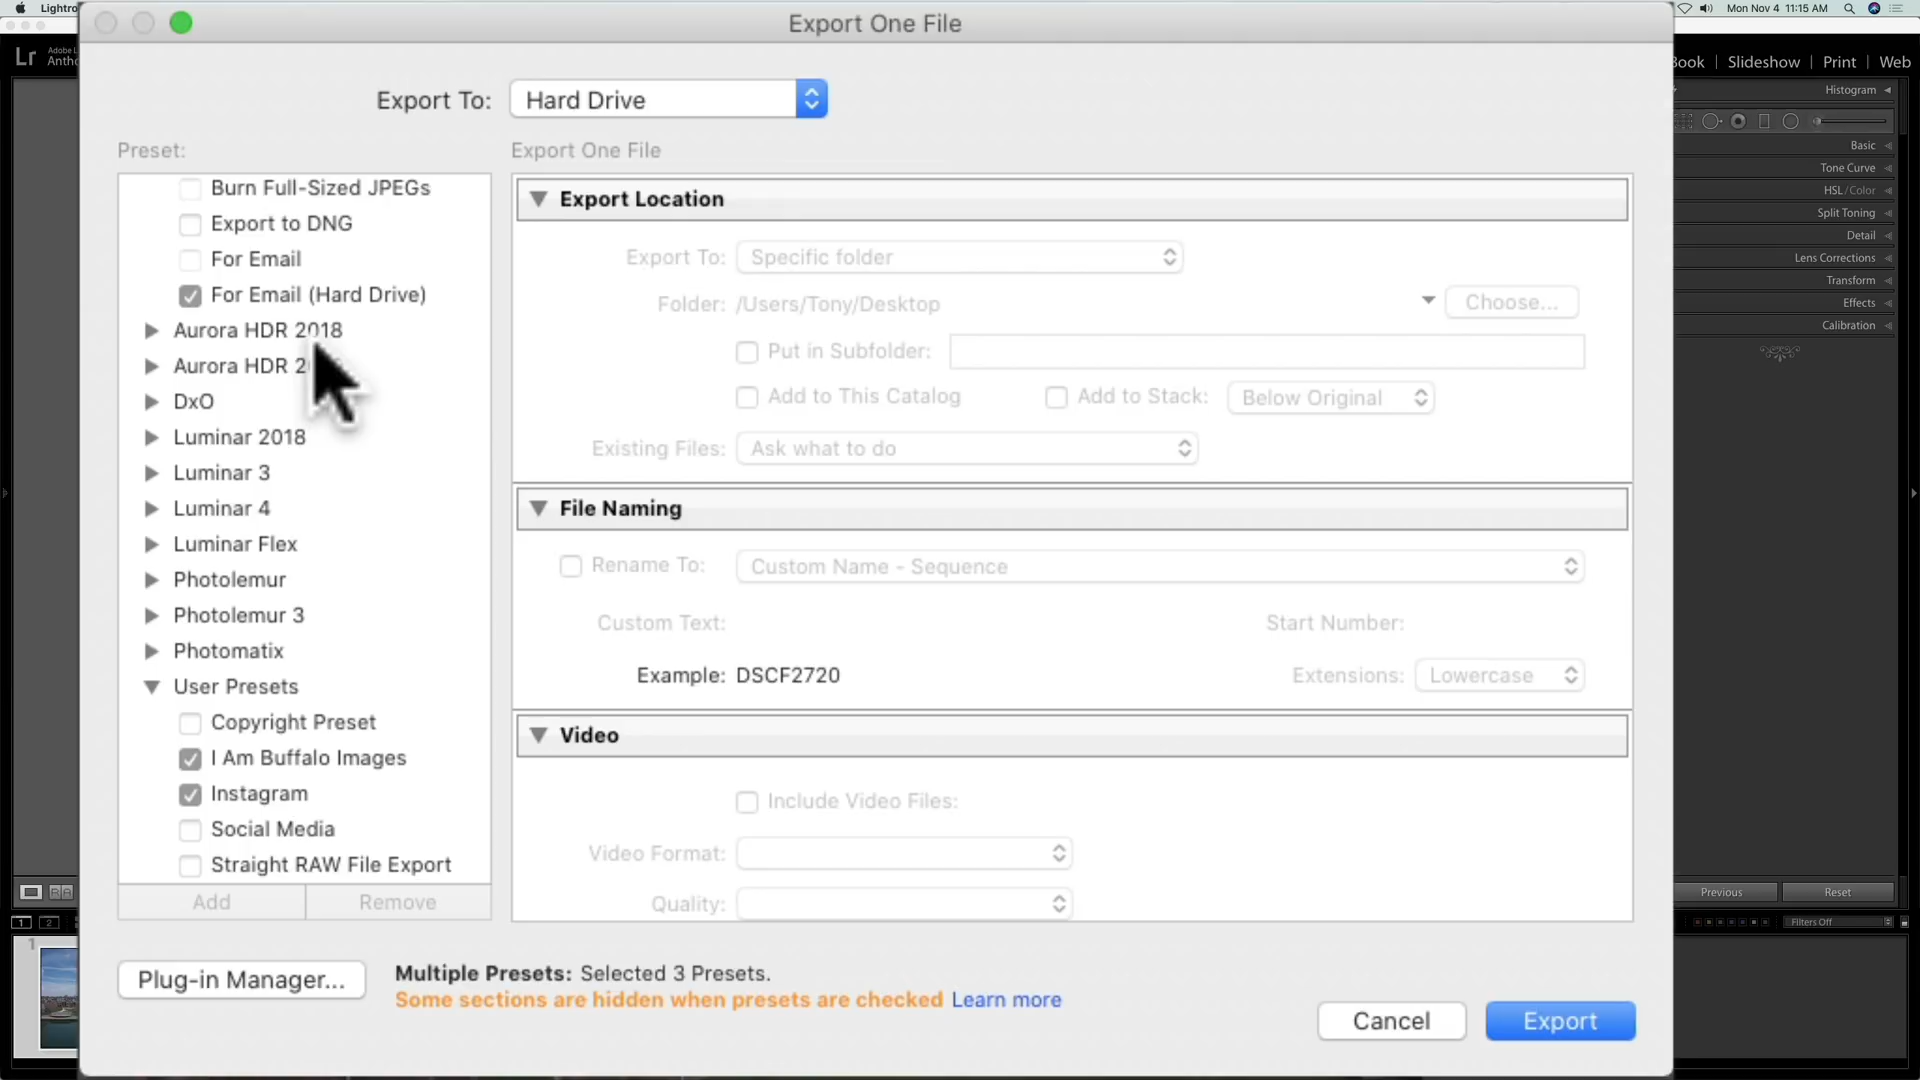 Lightro
Export One File
Mon Nov 4 11:15 AM
Lr
Adobe L
Anth
Book | Slideshow | Print | Web
Export To: Hard Drive
Preset:
Export One File
Burn Full-Sized JPEGs
Export to DNG
For Email
For Email (Hard Drive)
Aurora HDR 2018
Aurora HDR 2
DxO
Luminar 2018
Luminar 3
Luminar 4
Luminar Flex
Photolemur
Photolemur 3
Photomatix
User Presets
Copyright Preset
I Am Buffalo Images
Instagram
Social Media
Straight RAW File Export
Add
Remove
Export Location
Export To: Specific folder
Folder: /Users/Tony/Desktop
Choose...
Put in Subfolder:
Add to This Catalog
Add to Stack: Below Original
Existing Files: Ask what to do
File Naming
Rename To: Custom Name - Sequence
Custom Text:
Start Number:
Example: DSCF2720
Extensions: Lowercase
Video
Include Video Files:
Video Format:
Quality:
Plug-in Manager...
Multiple Presets: Selected 3 Presets.
Some sections are hidden when presets are checked Learn more
Cancel
Export
Histogram
Basic
Tone Curve
HSL / Color
Split Toning
Detail
Lens Corrections
Transform
Effects
Calibration
Previous
Reset
1
2
Filters Off
1